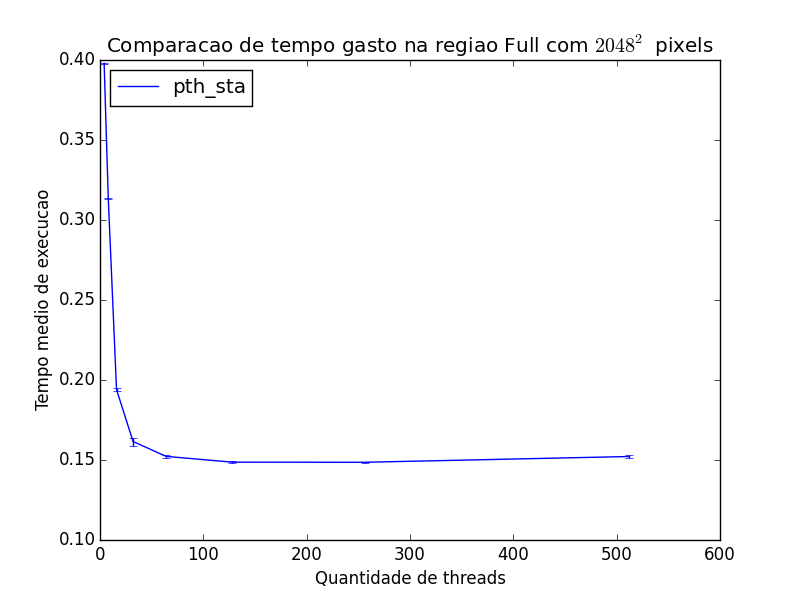 Comparacao de tempo gasto na regiao Full com 2048² pixels
pth_sta
Tempo medio de execucao
0.40
0.35
0.30
0.25
0.20
0.15
0.10
0 100 200 300 400 500 600
Quantidade de threads